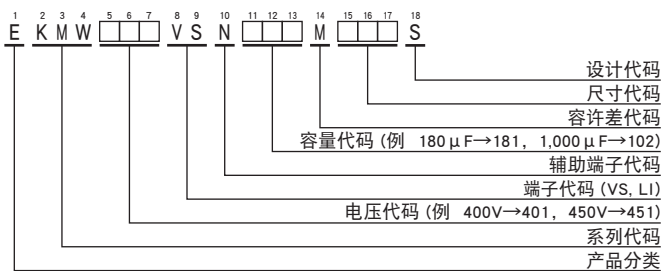 1 2 3 4 5 6 7 8 9 10 11 12 13 14 15 16 17 18
E K M W □□□ V S N □□□ M □□□ S
设计代码
尺寸代码
容许差代码
容量代码 (例 180μF→181, 1,000μF→102)
辅助端子代码
端子代码 (VS, LI)
电压代码 (例 400V→401, 450V→451)
系列代码
产品分类